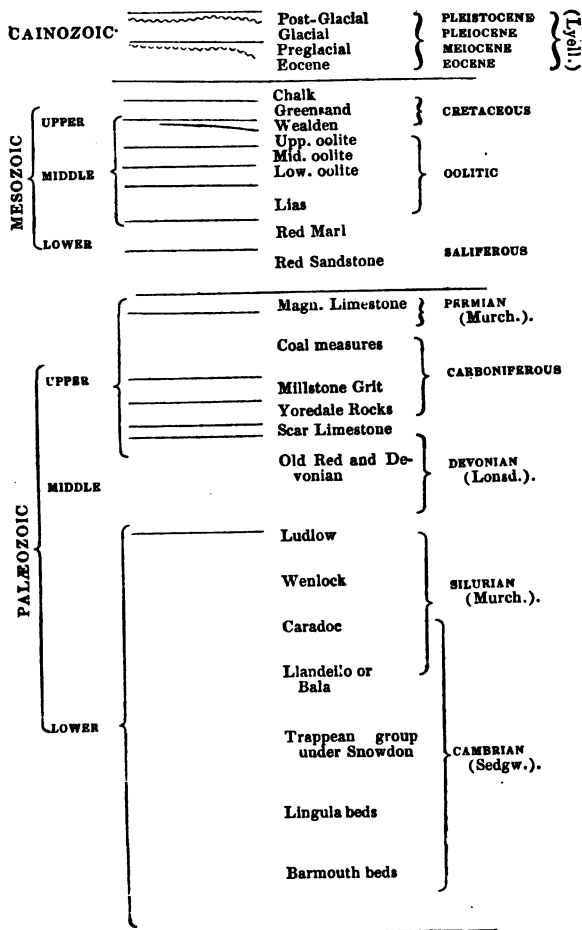 CAINOZOIC
Post-Glacial
Glacial
Preglacial
Eocene
PLEISTOCENE
PLEIOCENE
MEIOCENE
EOCENE
(Lyell.)
MESOZOIC
UPPER
MIDDLE
LOWER
Chalk
Greensand
Wealden
CRETACEOUS
Upp. oolite
Mid. oolite
Low. oolite
Lias
OOLITIC
Red Marl
Red Sandstone
SALIFEROUS
PALÆOZOIC
UPPER
MIDDLE
LOWER
Magn. Limestone
PERMIAN
(Murch.).
Coal measures
Millstone Grit
Yoredale Rocks
Scar Limestone
CARBONIFEROUS
Old Red and De-
vonian
DEVONIAN
(Lonsd.).
Ludlow
Wenlock
Caradoc
Llandello or
Bala
SILURIAN
(Murch.).
Trappean group
under Snowdon
Lingula beds
Barmouth beds
CAMBRIAN
(Sedgw.).